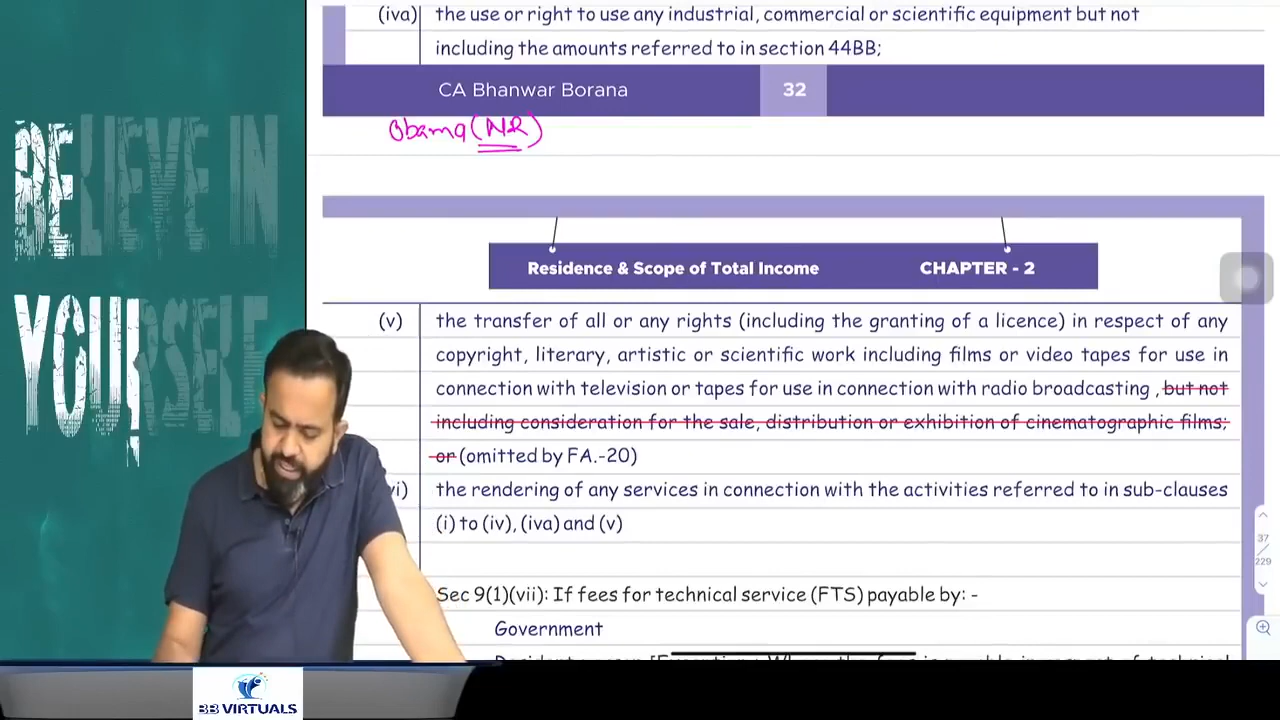 BELIEVE IN
YOURSELF
(iva) the use or right to use any industrial, commercial or scientific equipment but not
including the amounts referred to in section 44BB;
CA Bhanwar Borana 32
Obama (NR)
Residence & Scope of Total Income CHAPTER - 2
(v) the transfer of all or any rights (including the granting of a licence) in respect of any
copyright, literary, artistic or scientific work including films or video tapes for use in
connection with television or tapes for use in connection with radio broadcasting , but not
including consideration for the sale, distribution or exhibition of cinematographic films;
or (omitted by FA.-20)
vi) the rendering of any services in connection with the activities referred to in sub-clauses
(i) to (iv), (iva) and (v)
Sec 9(1)(vii): If fees for technical service (FTS) payable by: -
Government
37
/
229
BB VIRTUALS